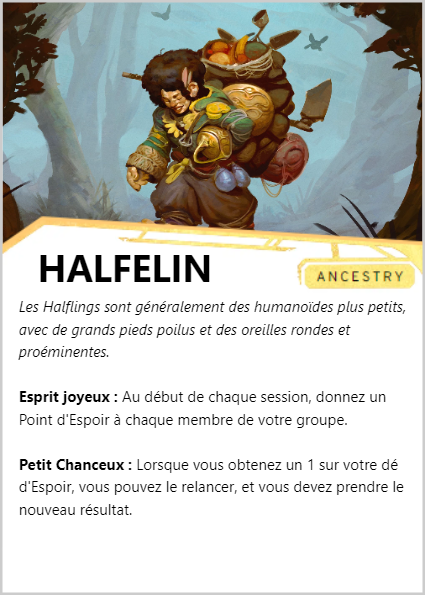 HALFELIN
ANCESTRY
Les Halflings sont généralement des humanoïdes plus petits,
avec de grands pieds poilus et des oreilles rondes et
proéminentes.
Esprit joyeux : Au début de chaque session, donnez un
Point d'Espoir à chaque membre de votre groupe.
Petit Chanceux : Lorsque vous obtenez un 1 sur votre dé
d'Espoir, vous pouvez le relancer, et vous devez prendre le
nouveau résultat.